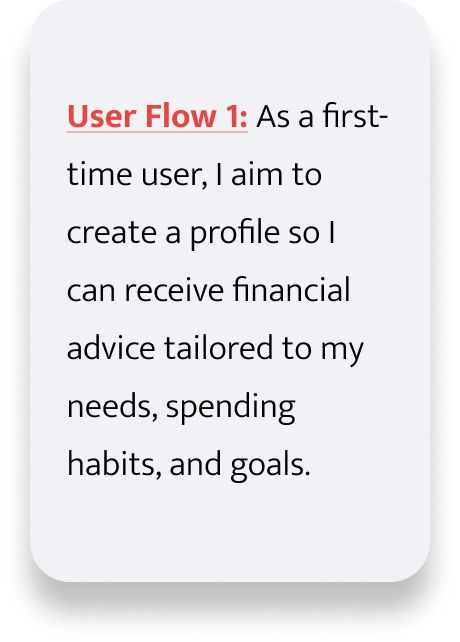 User Flow 1: As a first-
time user, I aim to
create a profile so I
can receive financial
advice tailored to my
needs, spending
habits, and goals.